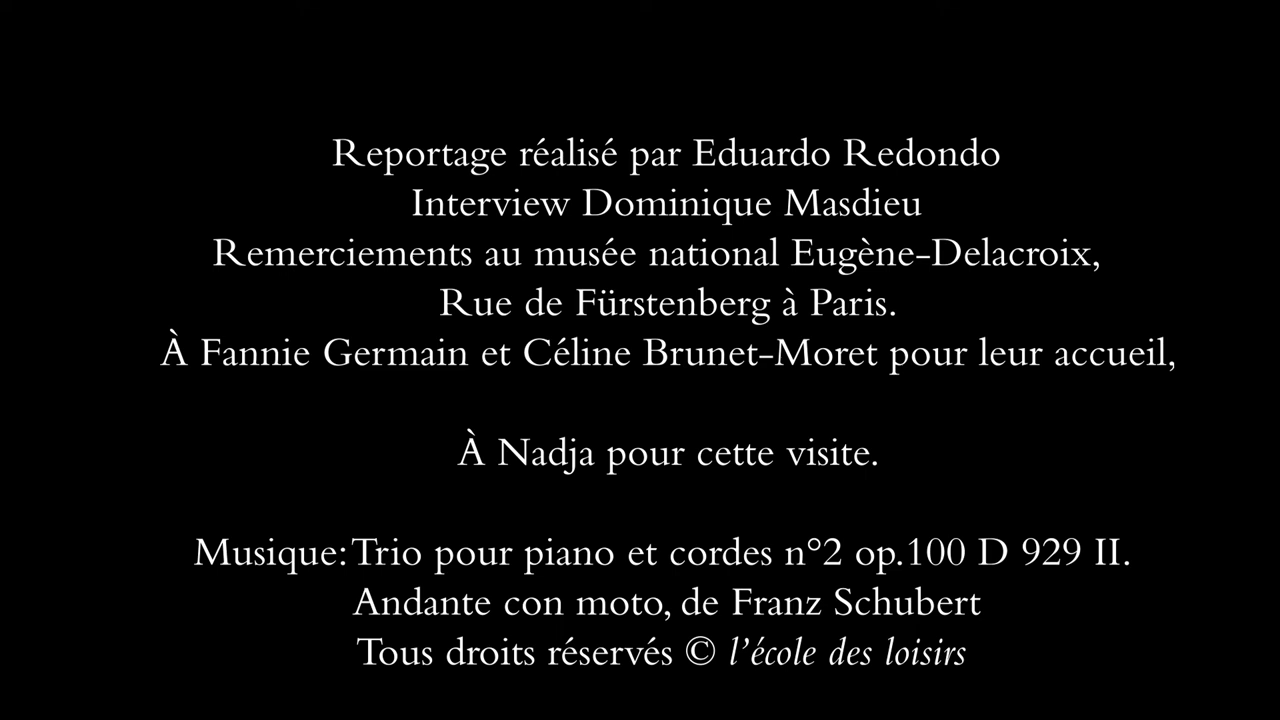 Reportage réalisé par Eduardo Redondo
Interview Dominique Masdieu
Remerciements au musée national Eugène-Delacroix,
Rue de Fürstenberg à Paris.
À Fannie Germain et Céline Brunet-Moret pour leur accueil,
À Nadja pour cette visite.
Musique: Trio pour piano et cordes n°2 op.100 D 929 II.
Andante con moto, de Franz Schubert
Tous droits réservés © l’école des loisirs